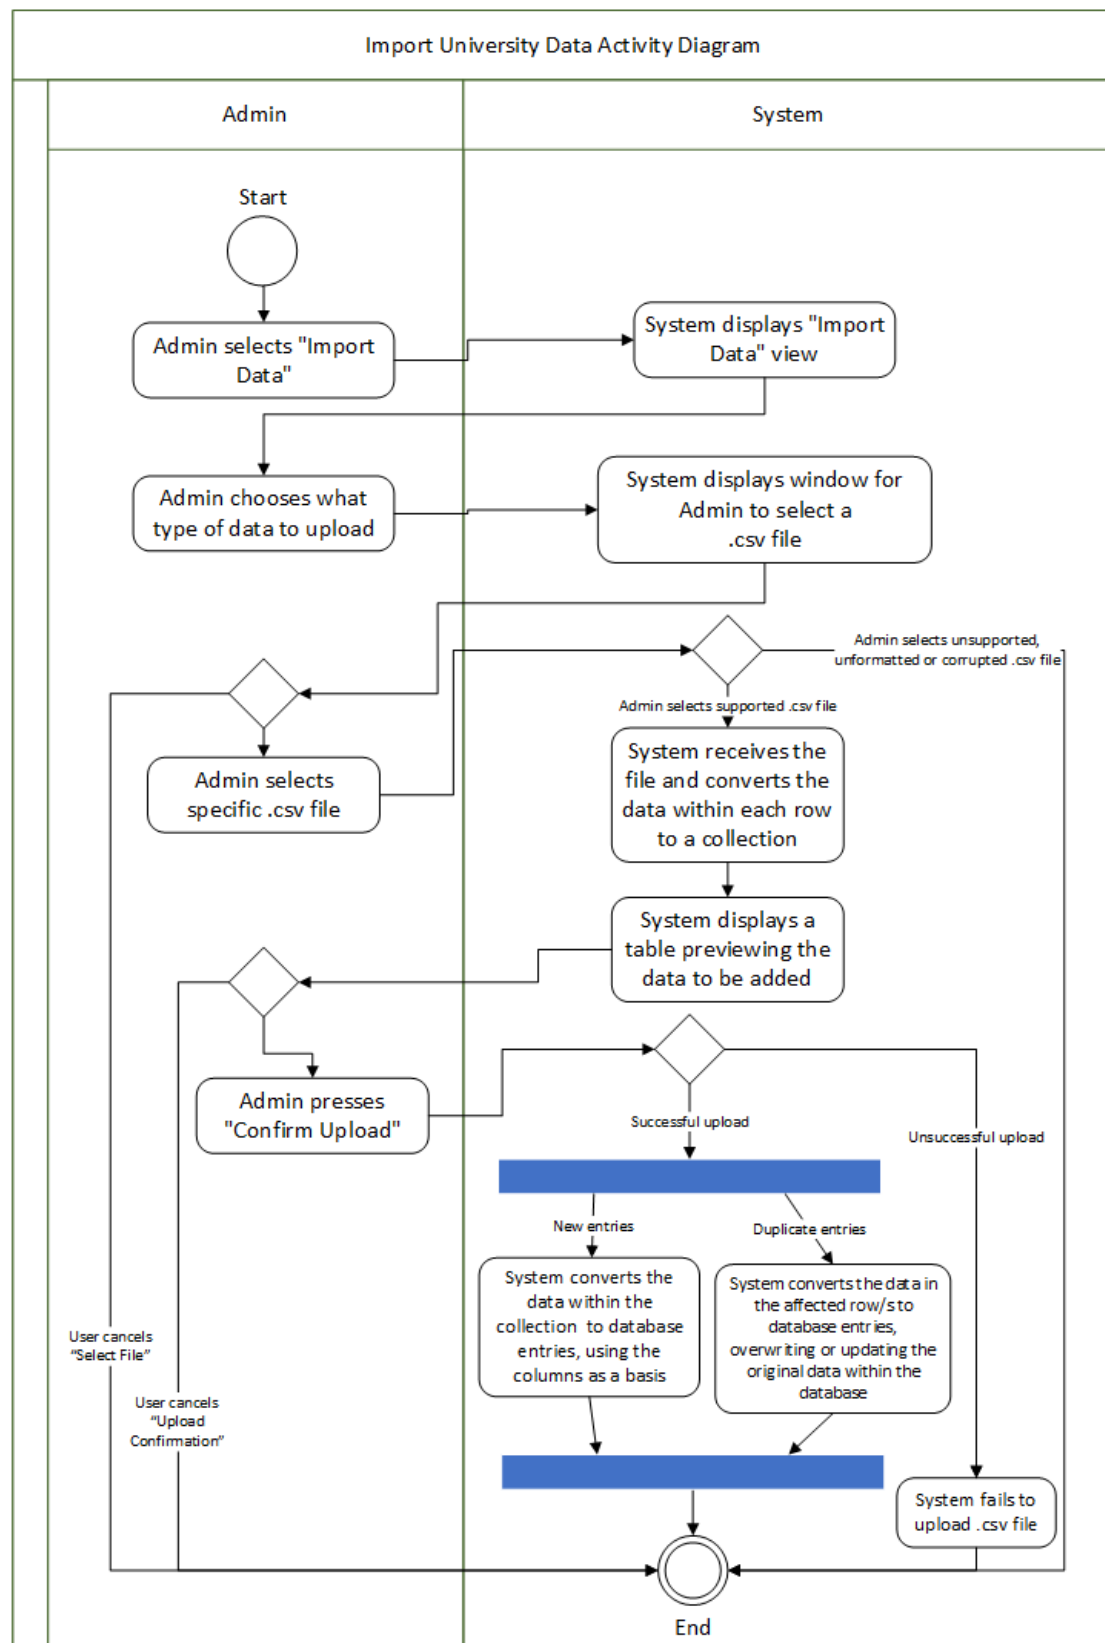 Import University Data Activity Diagram
Admin
System
Start
Admin selects "Import
Data"
System displays "Import
Data" view
Admin chooses what
type of data to upload
System displays window for
Admin to select a
.csv file
Admin selects unsupported,
unformatted or corrupted .csv file
Admin selects supported .csv file
Admin selects
specific .csv file
System receives the
file and converts the
data within each row
to a collection
System displays a
table previewing the
data to be added
Admin presses
"Confirm Upload"
Successful upload
Unsuccessful upload
New entries
Duplicate entries
System converts the
data within the
collection to database
entries, using the
columns as a basis
System converts the data in
the affected row/s to
database entries,
overwriting or updating the
original data within the
database
User cancels
“Select File”
User cancels
“Upload
Confirmation”
System fails to
upload .csv file
End